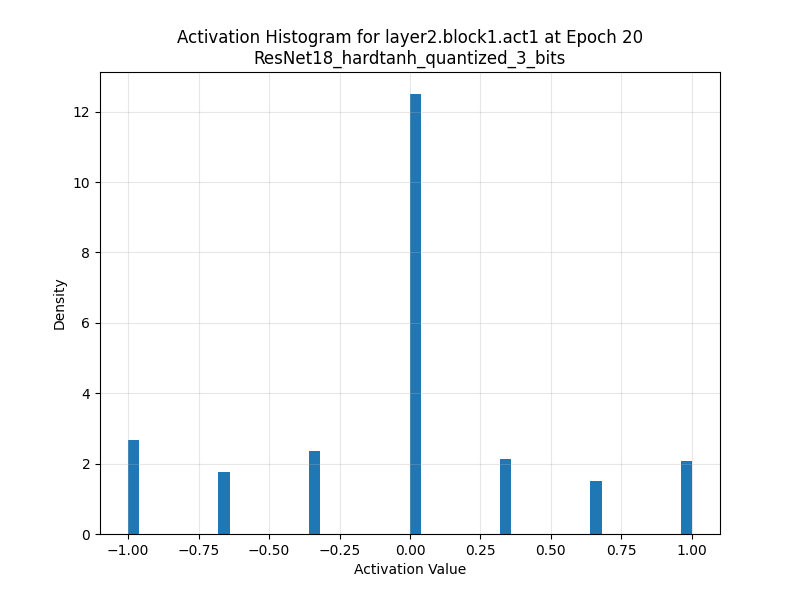 Activation Histogram for layer2.block1.act1 at Epoch 20
ResNet18_hardtanh_quantized_3_bits
Density
12
10
8
6
4
2
0
−1.00 −0.75 −0.50 −0.25 0.00 0.25 0.50 0.75 1.00
Activation Value